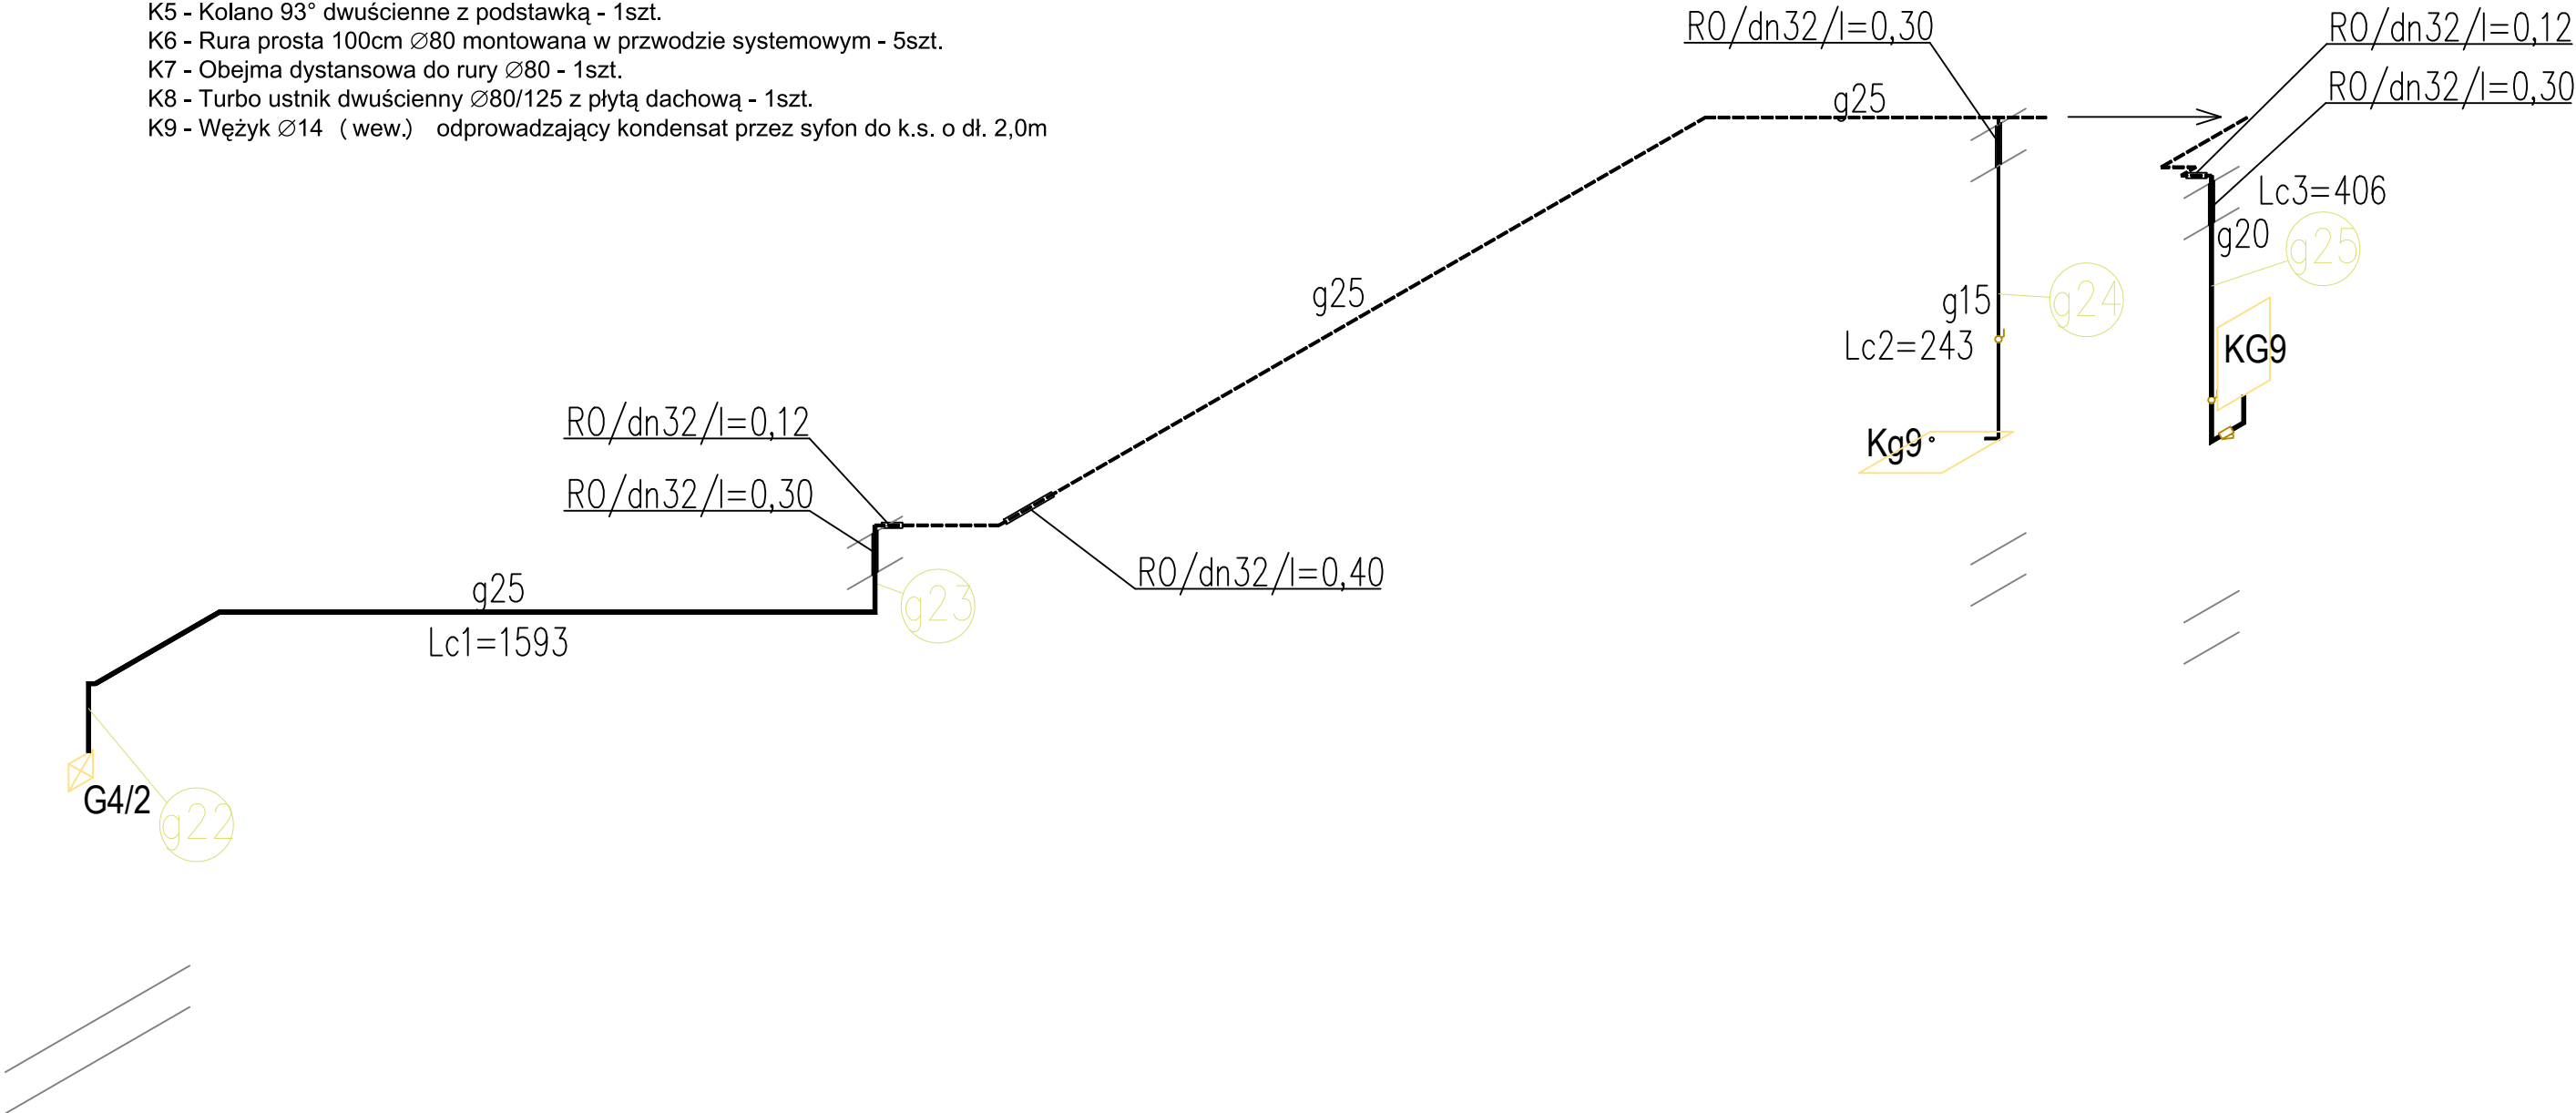 K5 - Kolano 93° dwuścienne z podstawką - 1szt.
K6 - Rura prosta 100cm ∅80 montowana w przwodzie systemowym - 5szt.
K7 - Obejma dystansowa do rury ∅80 - 1szt.
K8 - Turbo ustnik dwuścienny ∅80/125 z płytą dachową - 1szt.
K9 - Wężyk ∅14 ( wew.) odprowadzający kondensat przez syfon do k.s. o dł. 2,0m
RO/dn32/l=0,30
RO/dn32/l=0,12
RO/dn32/l=0,30
g25
Lc3=406
g20
g25
g25
g15
g24
Lc2=243
KG9
RO/dn32/l=0,12
Kg9
RO/dn32/l=0,30
RO/dn32/l=0,40
g25
g23
Lc1=1593
G4/2
g22